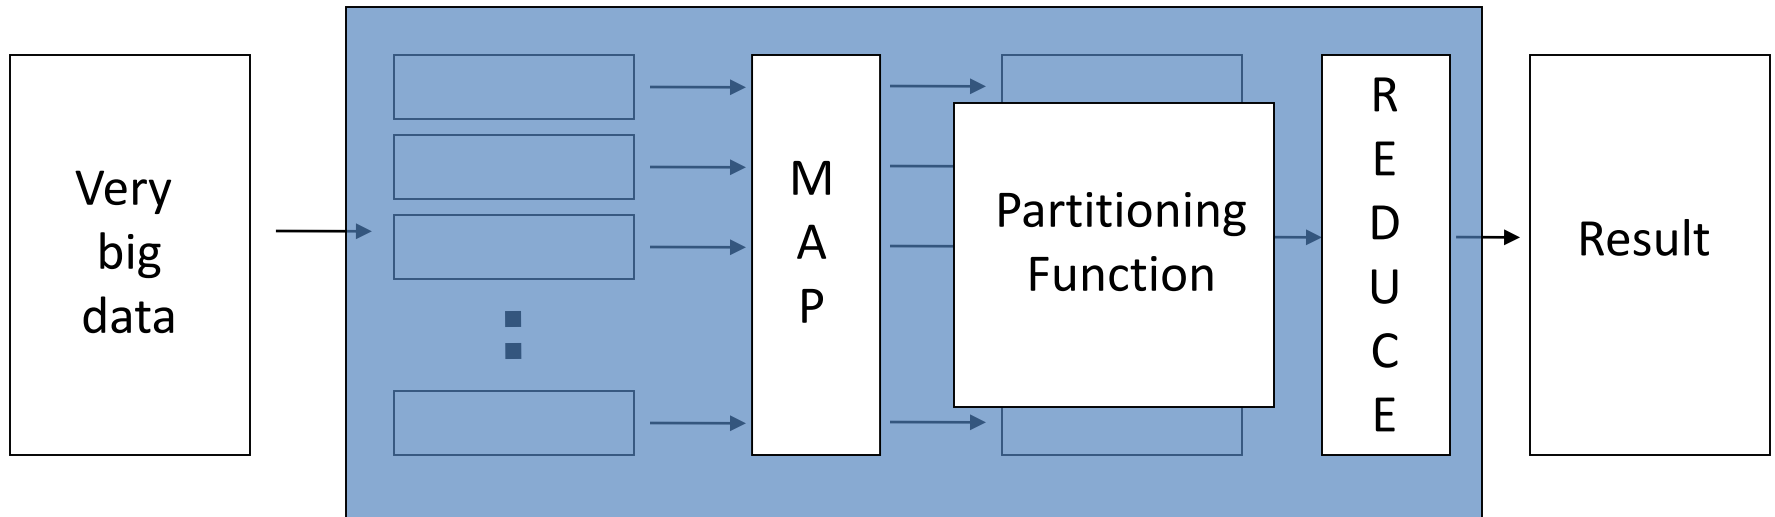 Very
big
data
M
A
P
Partitioning
Function
R
E
D
U
C
E
Result